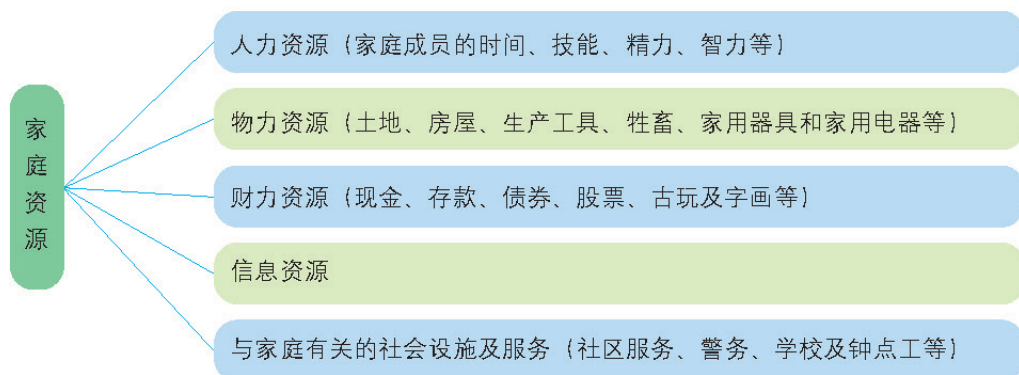 家庭资源
人力资源（家庭成员的时间、技能、精力、智力等）
物力资源（土地、房屋、生产工具、牲畜、家用器具和家用电器等）
财力资源（现金、存款、债券、股票、古玩及字画等）
信息资源
与家庭有关的社会设施及服务（社区服务、警务、学校及钟点工等）